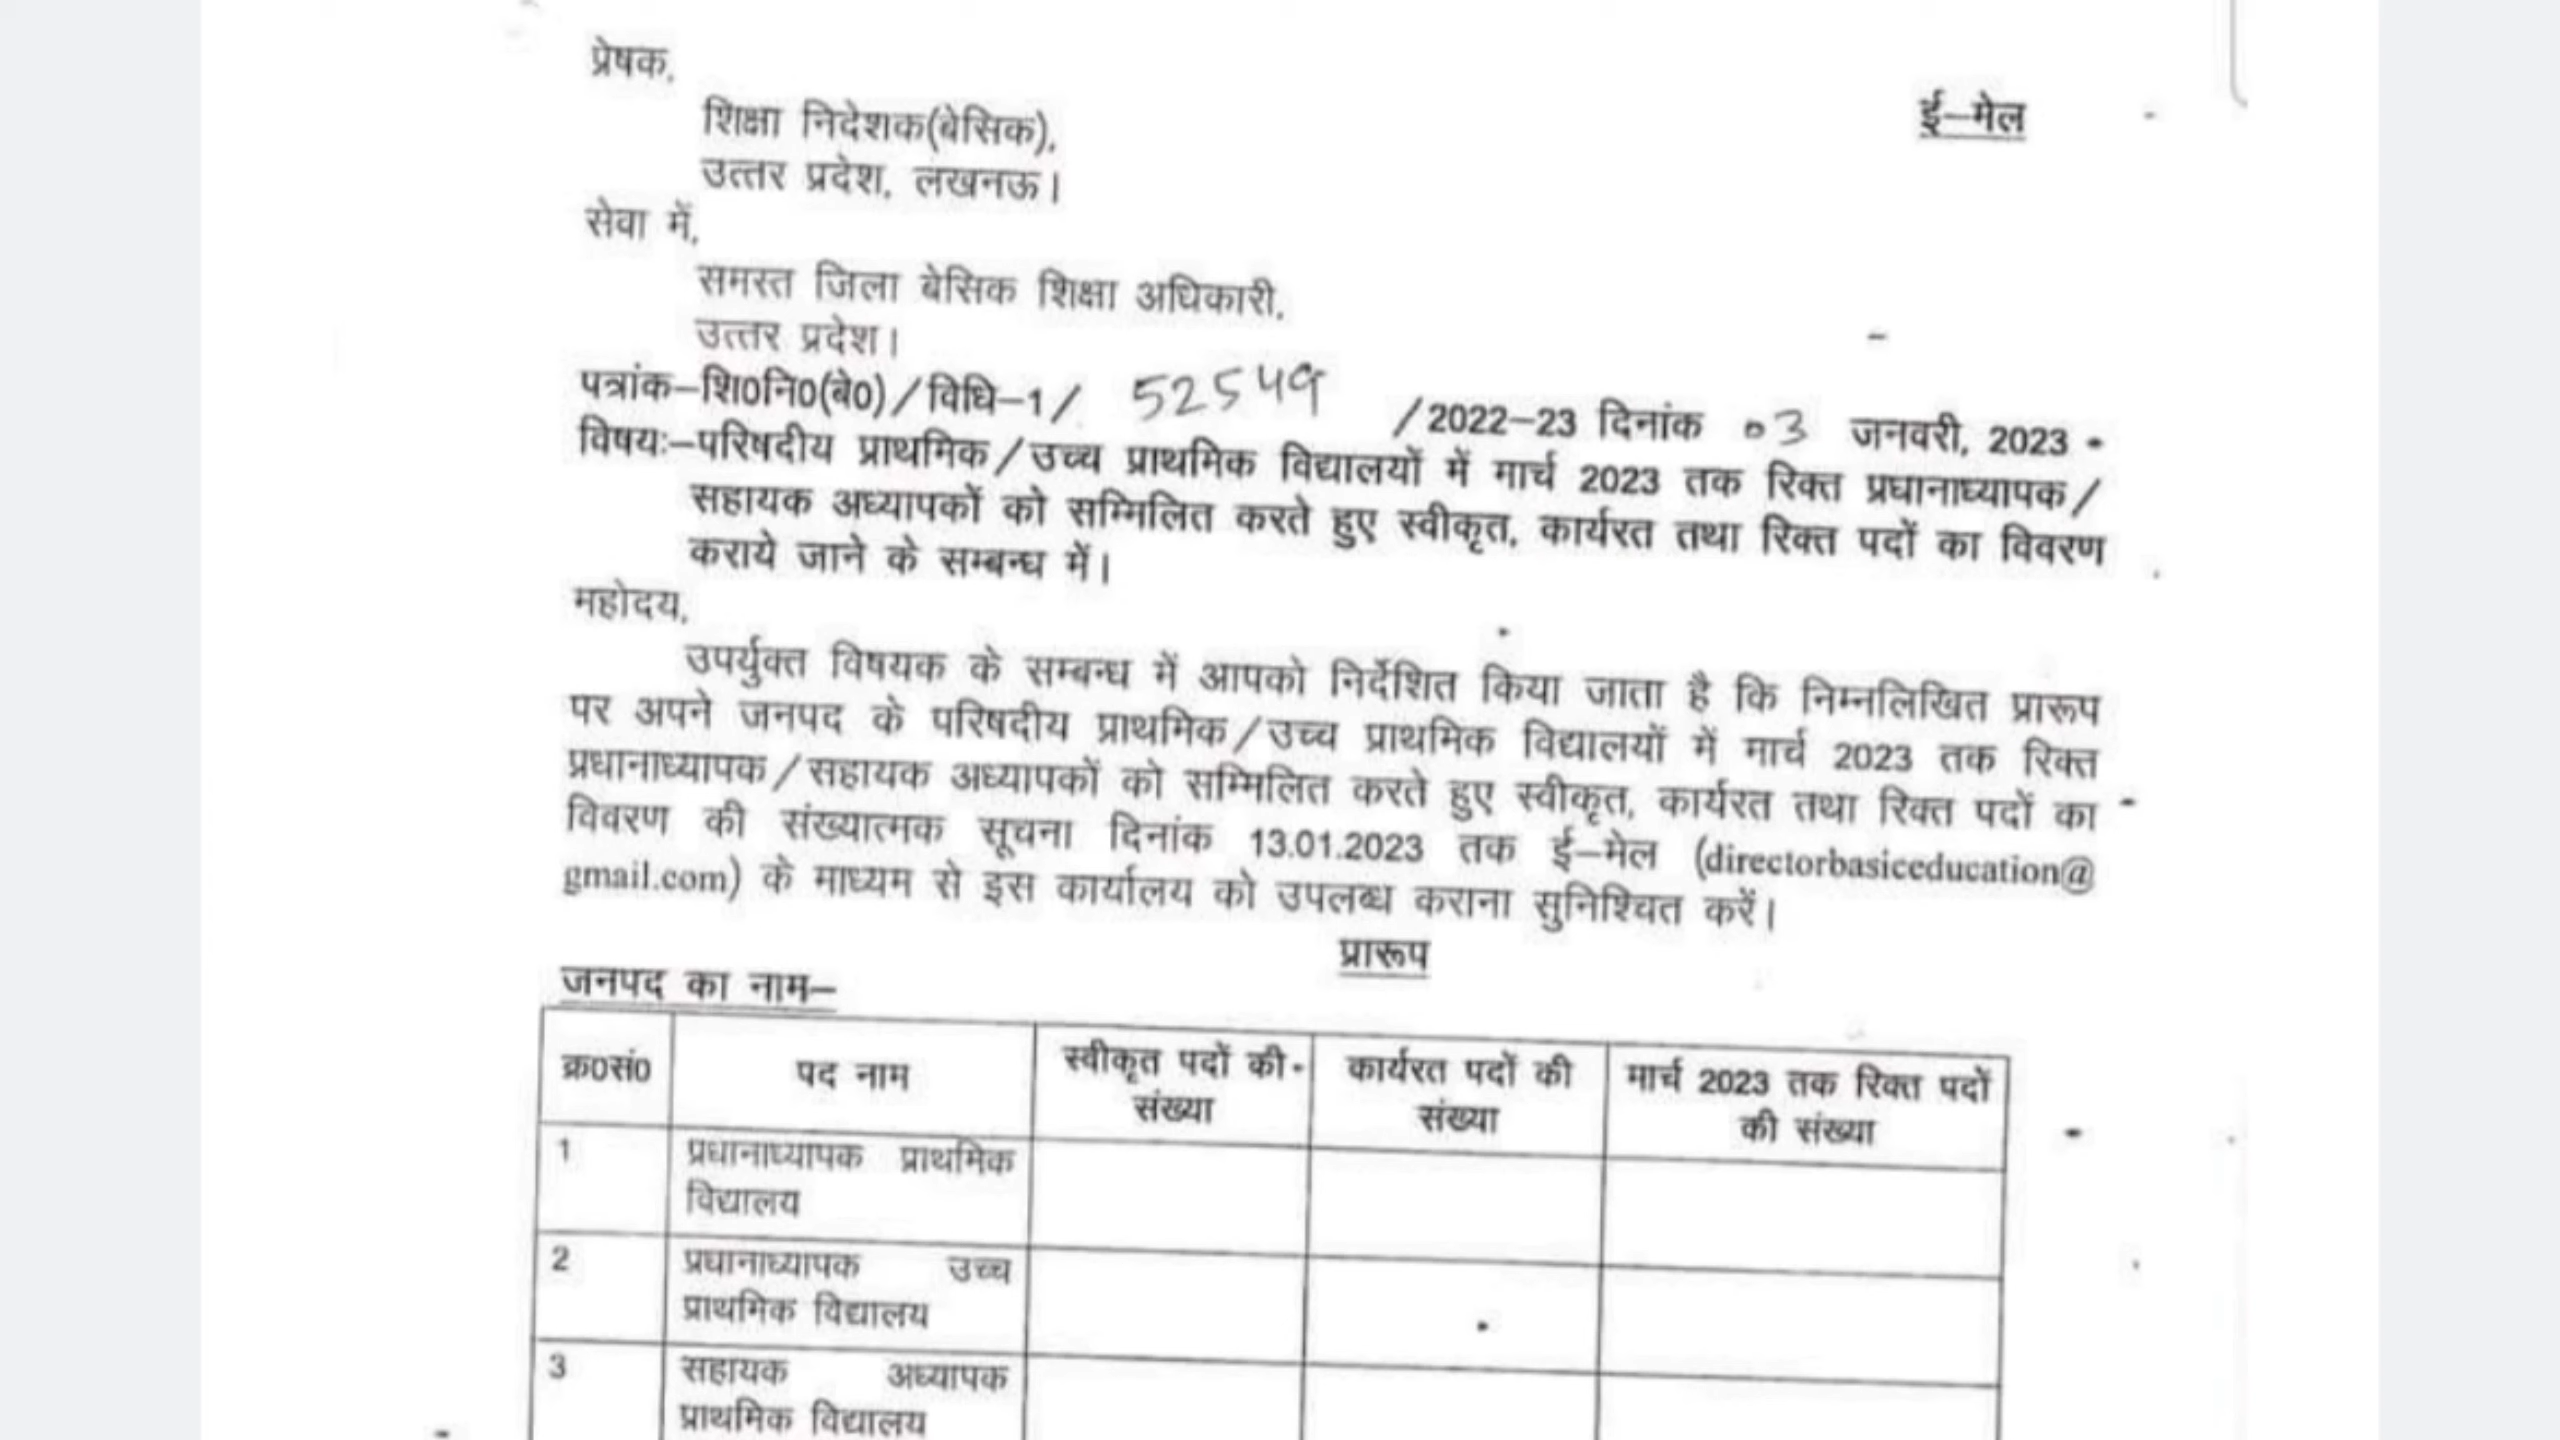 प्रेषक,
ई–मेल
शिक्षा निदेशक(बेसिक),
उत्तर प्रदेश, लखनऊ।
सेवा में,
समस्त जिला बेसिक शिक्षा अधिकारी,
उत्तर प्रदेश।
पत्रांक–शि0नि0(बे0)/विधि–1/ 52549 /2022–23 दिनांक 03 जनवरी, 2023
विषयः–परिषदीय प्राथमिक/उच्च प्राथमिक विद्यालयों में मार्च 2023 तक रिक्त प्रधानाध्यापक/
सहायक अध्यापकों को सम्मिलित करते हुए स्वीकृत, कार्यरत तथा रिक्त पदों का विवरण
कराये जाने के सम्बन्ध में।
महोदय,
उपर्युक्त विषयक के सम्बन्ध में आपको निर्देशित किया जाता है कि निम्नलिखित प्रारूप
पर अपने जनपद के परिषदीय प्राथमिक/उच्च प्राथमिक विद्यालयों में मार्च 2023 तक रिक्त
प्रधानाध्यापक/सहायक अध्यापकों को सम्मिलित करते हुए स्वीकृत, कार्यरत तथा रिक्त पदों का
विवरण की संख्यात्मक सूचना दिनांक 13.01.2023 तक ई–मेल (directorbasiceducation@
gmail.com) के माध्यम से इस कार्यालय को उपलब्ध कराना सुनिश्चित करें।
प्रारूप
जनपद का नाम–
क्र0सं0 पद नाम स्वीकृत पदों की संख्या कार्यरत पदों की संख्या मार्च 2023 तक रिक्त पदों की संख्या
1 प्रधानाध्यापक प्राथमिक
विद्यालय
2 प्रधानाध्यापक उच्च
प्राथमिक विद्यालय
3 सहायक अध्यापक
प्राथमिक विद्यालय